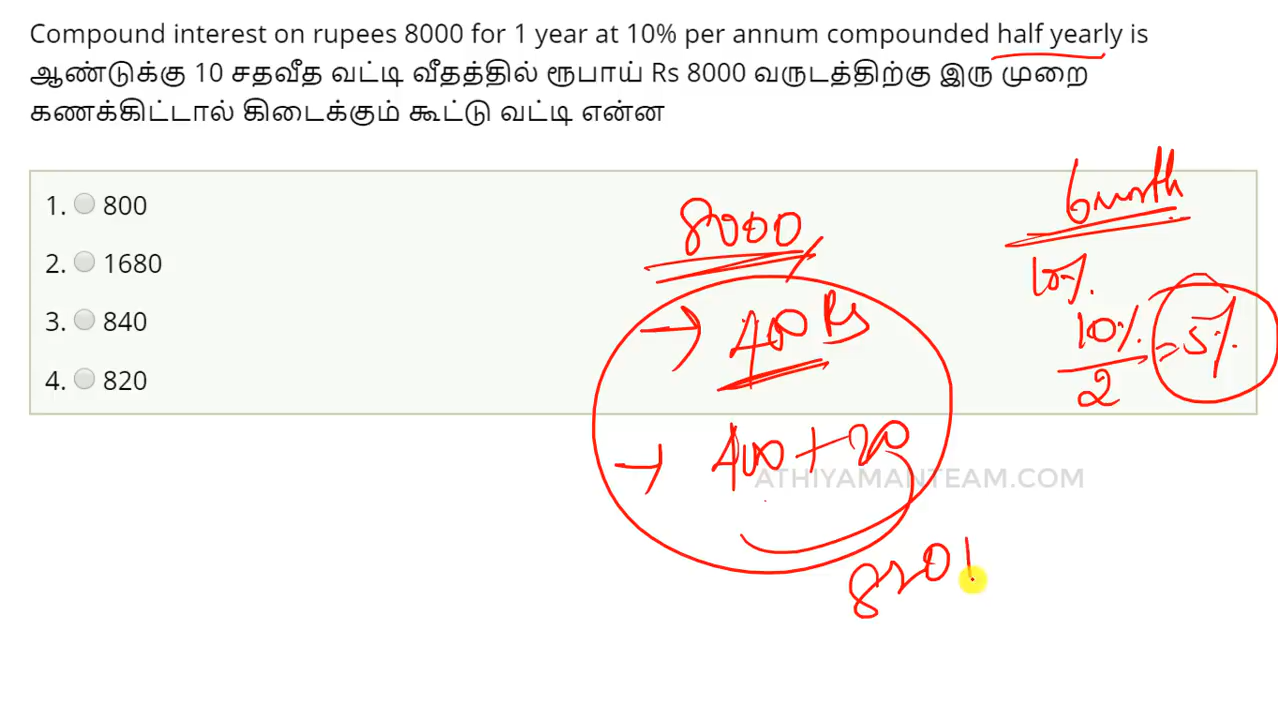 Compound interest on rupees 8000 for 1 year at 10% per annum compounded half yearly is
ஆண்டுக்கு 10 சதவீத வட்டி வீதத்தில் ரூபாய் Rs 8000 வருடத்திற்கு இரு முறை
கணக்கிட்டால் கிடைக்கும் கூட்டு வட்டி என்ன
1. 800
2. 1680
3. 840
4. 820
8000
→ 400 Rs
→ 400 + 20
820
6 month
10%
10%/2 = 5%
ATHIYAMANTEAM.COM